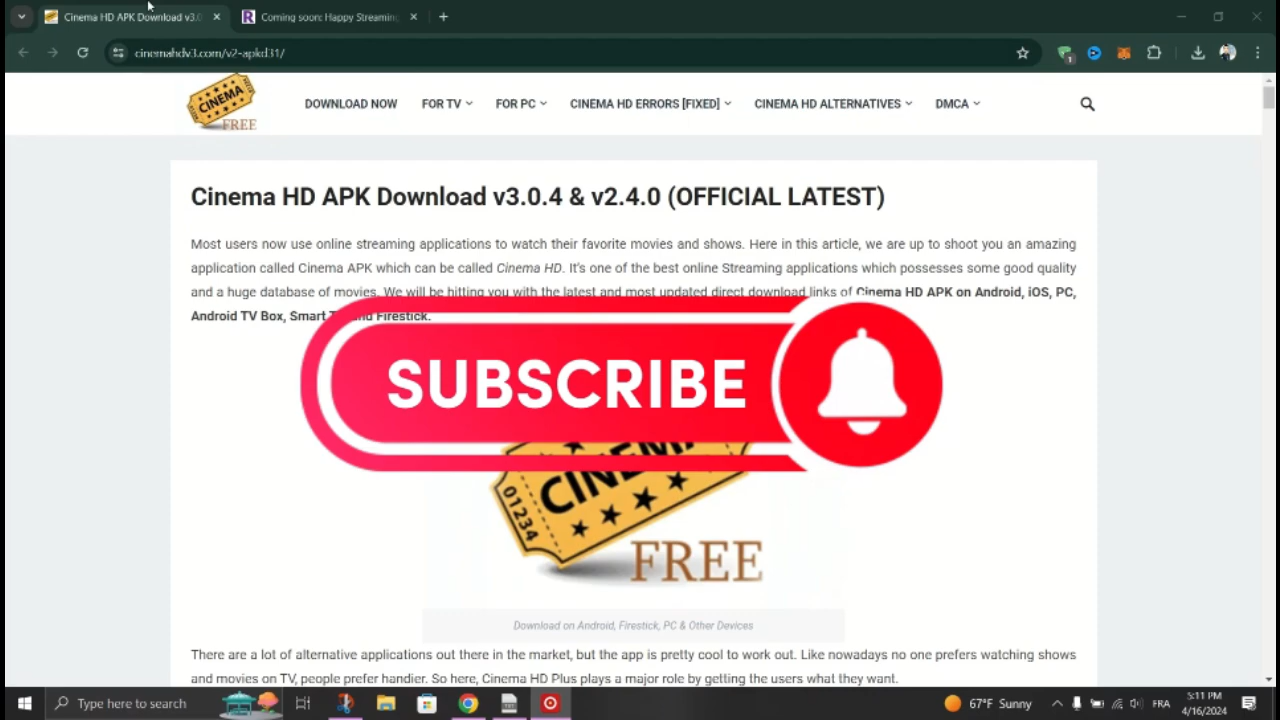 Cinema HD APK Download v3.0
Coming soon: Happy Streaming
cinemahdv3.com/v2-apkd31/
1
CINEMA
FREE
DOWNLOAD NOW
FOR TV
FOR PC
CINEMA HD ERRORS [FIXED]
CINEMA HD ALTERNATIVES
DMCA
Cinema HD APK Download v3.0.4 & v2.4.0 (OFFICIAL LATEST)
Most users now use online streaming applications to watch their favorite movies and shows. Here in this article, we are up to shoot you an amazing
application called Cinema APK which can be called Cinema HD. It's one of the best online Streaming applications which possesses some good quality
and a huge database of movies. We will be hitting you with the latest and most updated direct download links of Cinema HD APK on Android, iOS, PC,
Android TV Box, Smart TV and Firestick.
SUBSCRIBE
CINEMA
01234
FREE
Download on Android, Firestick, PC & Other Devices
There are a lot of alternative applications out there in the market, but the app is pretty cool to work out. Like nowadays no one prefers watching shows
and movies on TV, people prefer handier. So here, Cinema HD Plus plays a major role by getting the users what they want.
Type here to search
67°F Sunny
FRA
5:11 PM
4/16/2024